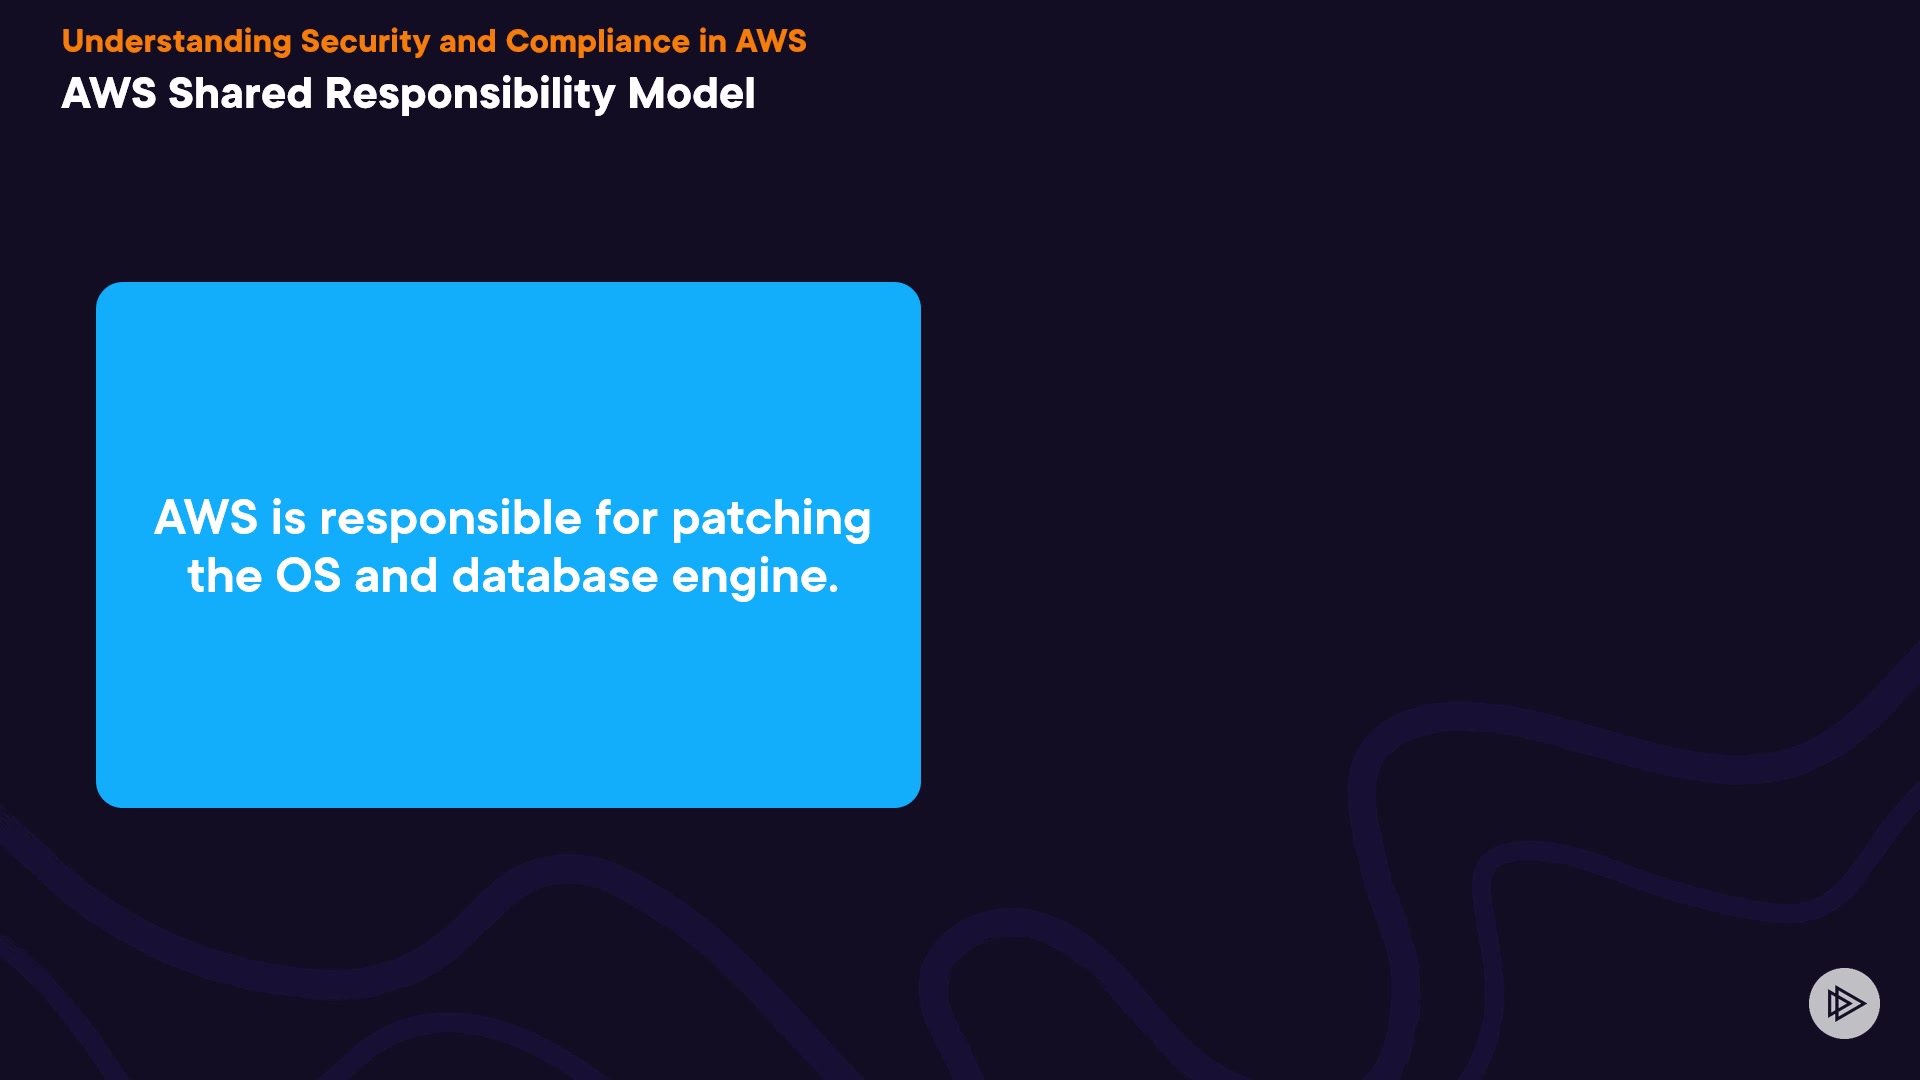 Understanding Security and Compliance in AWS
AWS Shared Responsibility Model
AWS is responsible for patching
the OS and database engine.